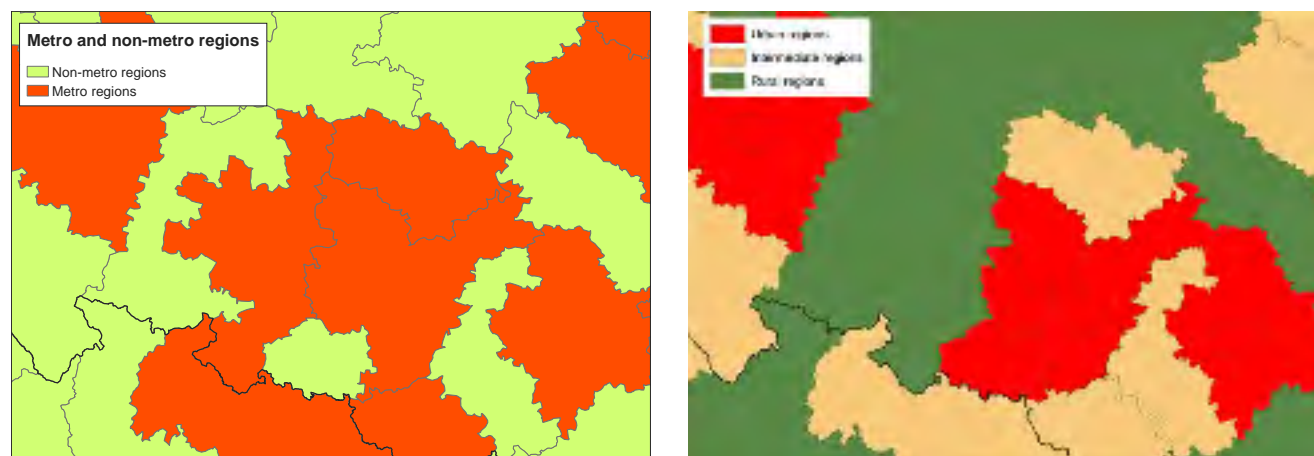 Metro and non-metro regions
Non-metro regions
Metro regions
Urban regions
Intermediate regions
Rural regions